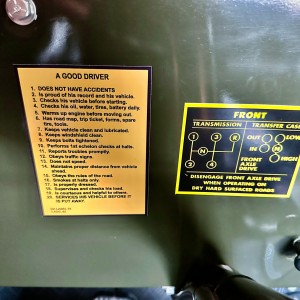 A GOOD DRIVER
1. DOES NOT HAVE ACCIDENTS
2. Is proud of his record and his vehicle.
3. Checks his vehicle before starting.
4. Checks his oil, water, tires, battery daily.
5. Warms up engine before moving out.
6. Has road map, trip ticket, forms, spare
tire, tools.
7. Keeps vehicle clean and lubricated.
8. Keeps windshield clean.
9. Keeps bolts tightened.
10. Performs 1st echelon checks at halts.
11. Reports troubles promptly.
12. Obeys traffic signs.
13. Does not speed.
14. Maintains proper distance from vehicle
ahead.
15. Obeys the rules of the road.
16. Smokes at halts only.
17. Is properly dressed.
18. Supervises and checks his load.
19. Is courteous and helpful to others.
20. SERVICES HIS VEHICLE BEFORE IT
IS PUT AWAY.
FRONT
TRANSMISSION TRANSFER CASE
1 3 R
N
2 4
OUT LOW
IN N
HIGH
FRONT
AXLE
DRIVE
DISENGAGE FRONT AXLE DRIVE
WHEN OPERATING ON
DRY HARD SURFACED ROADS